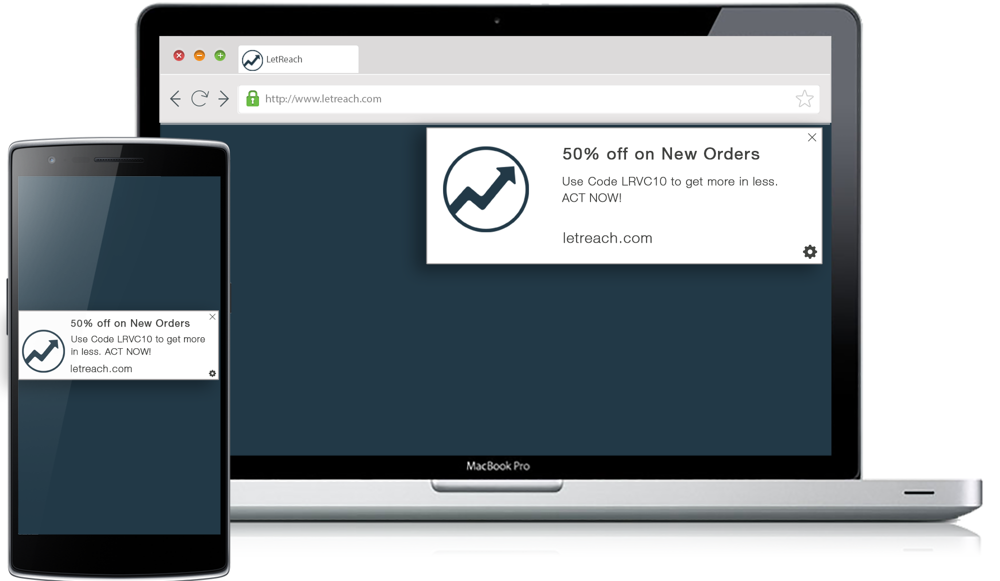 LetReach
http://www.letreach.com
50% off on New Orders
Use Code LRVC10 to get more in less.
ACT NOW!
letreach.com
MacBook Pro
50% off on New Orders
Use Code LRVC10 to get more
in less. ACT NOW!
letreach.com